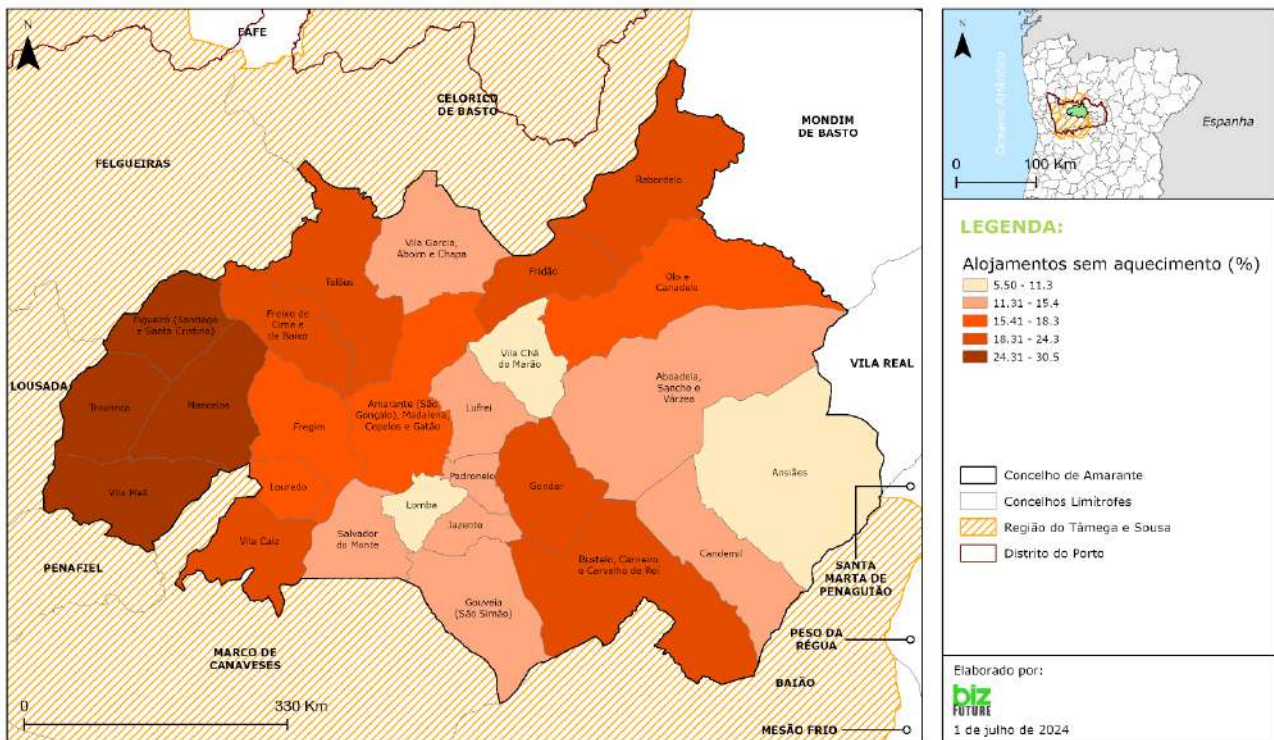 N
FAFE
CELORICO
DE BASTO
MONDIM
DE BASTO
FELGUEIRAS
Rebordelo
Vila Garcia,
Aboim e Chapa
Telões
Fridão
Olo e
Canadelo
Figueiró (Santiago
e Santa Cristina)
Freixo de
Cima e
de Baixo
Vila Chã
do Marão
VILA REAL
LOUSADA
Aboadela,
Sanche e
Várzea
Travanca
Mancelos
Amarante (São
Gonçalo), Madalena,
Cepelos e Gatão
Lufrei
Fregim
Ansiães
Padronelo
Gondar
Louredo
Vila Meã
Lomba
Jazente
Salvador
do Monte
Vila Caiz
Candemil
Bustelo, Carneiro
e Carvalho de Rei
PENAFIEL
SANTA
MARTA DE
PENAGUIÃO
Gouveia
(São Simão)
PESO DA
RÉGUA
MARCO DE
CANAVESES
BAIÃO
0
330 Km
MESÃO FRIO
N
Oceano Atlântico
Espanha
0
100 Km
LEGENDA:
Alojamentos sem aquecimento (%)
5.50 - 11.3
11.31 - 15.4
15.41 - 18.3
18.31 - 24.3
24.31 - 30.5
Concelho de Amarante
Concelhos Limítrofes
Região do Tâmega e Sousa
Distrito do Porto
Elaborado por:
biz
FUTURE
1 de julho de 2024